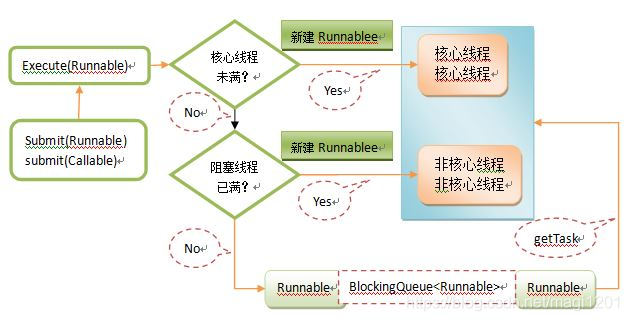 Execute(Runnable)
Submit(Runnable)
submit(Callable)
核心线程
未满?
新建 Runnablee
Yes
核心线程
核心线程
No
阻塞线程
已满?
新建 Runnablee
Yes
非核心线程
非核心线程
No
getTask
Runnable
BlockingQueue<Runnable>
Runnable
https://blog.csdn.net/magi1201